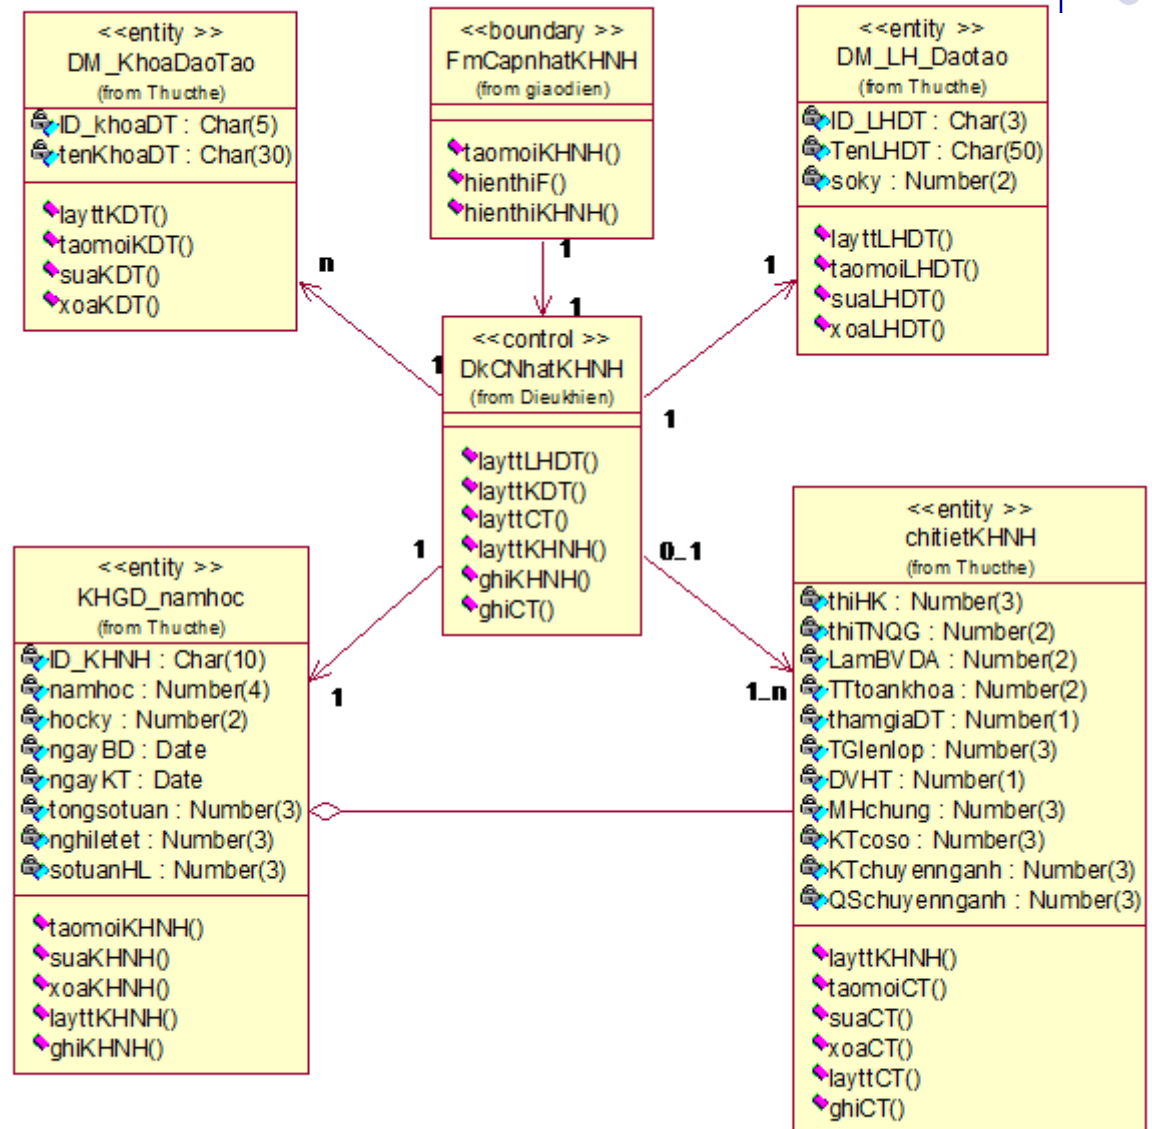 <<entity >>
DM_KhoaDaoTao
(from Thucthe)
ID_khoaDT : Char(5)
tenKhoaDT : Char(30)
layttKDT()
taomoiKDT()
suaKDT()
xoaKDT()
<<boundary >>
FmCapnhatKHNH
(from giaodien)
taomoiKHNH()
hienthiF()
hienthiKHNH()
<<entity >>
DM_LH_Daotao
(from Thucthe)
ID_LHDT : Char(3)
TenLHDT : Char(50)
soky : Number(2)
layttLHDT()
taomoiLHDT()
suaLHDT()
xoaLHDT()
n
1
1
1
1
1
<<control >>
DkCNhatKHNH
(from Dieukhien)
layttLHDT()
layttKDT()
layttCT()
layttKHNH()
ghiKHNH()
ghiCT()
1
1
0..1
1..n
<<entity >>
KHGD_namhoc
(from Thucthe)
ID_KHNH : Char(10)
namhoc : Number(4)
hocky : Number(2)
ngayBD : Date
ngayKT : Date
tongsotuan : Number(3)
nghiletet : Number(3)
sotuanHL : Number(3)
taomoiKHNH()
suaKHNH()
xoaKHNH()
layttKHNH()
ghiKHNH()
<<entity >>
chitietKHNH
(from Thucthe)
thiHK : Number(3)
thiTNQG : Number(2)
LamBVDA : Number(2)
TTtoankhoa : Number(2)
thamgiaDT : Number(1)
TGlenlop : Number(3)
DVHT : Number(1)
MHchung : Number(3)
KTcoso : Number(3)
KTchuyennganh : Number(3)
QSchuyennganh : Number(3)
layttKHNH()
taomoiCT()
suaCT()
xoaCT()
layttCT()
ghiCT()